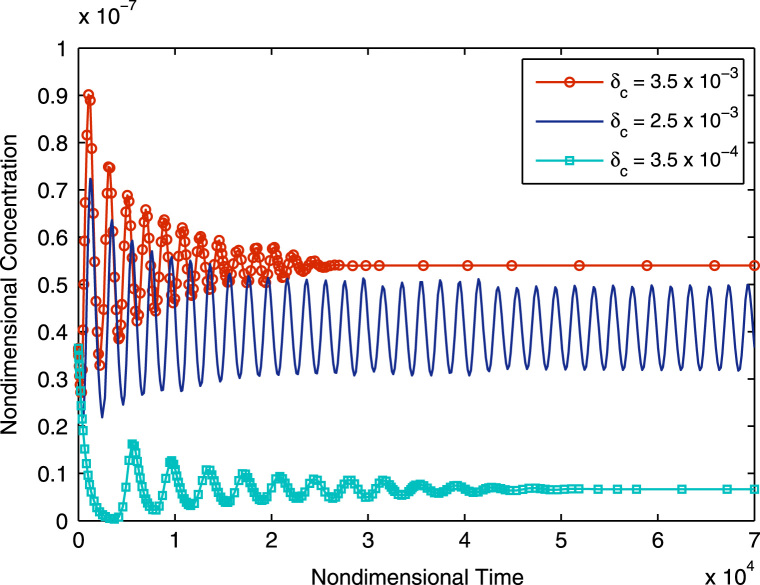 x 10⁻⁷
1
0.9
0.8
0.7
0.6
0.5
0.4
0.3
0.2
0.1
0
Nondimensional Concentration
δc = 3.5 x 10⁻³
δc = 2.5 x 10⁻³
δc = 3.5 x 10⁻⁴
0 1 2 3 4 5 6 7
Nondimensional Time
x 10⁴